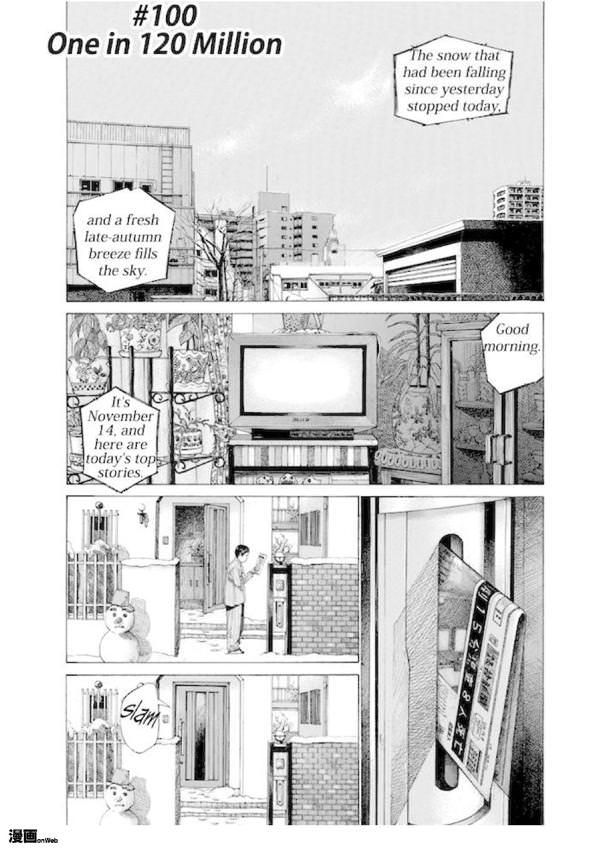 #100
One in 120 Million
The snow that
had been falling
since yesterday
stopped today,
and a fresh
late-autumn
breeze fills
the sky.
Good
morning.
It's
November
14, and
here are
today's top
stories.
slam
漫画onWeb